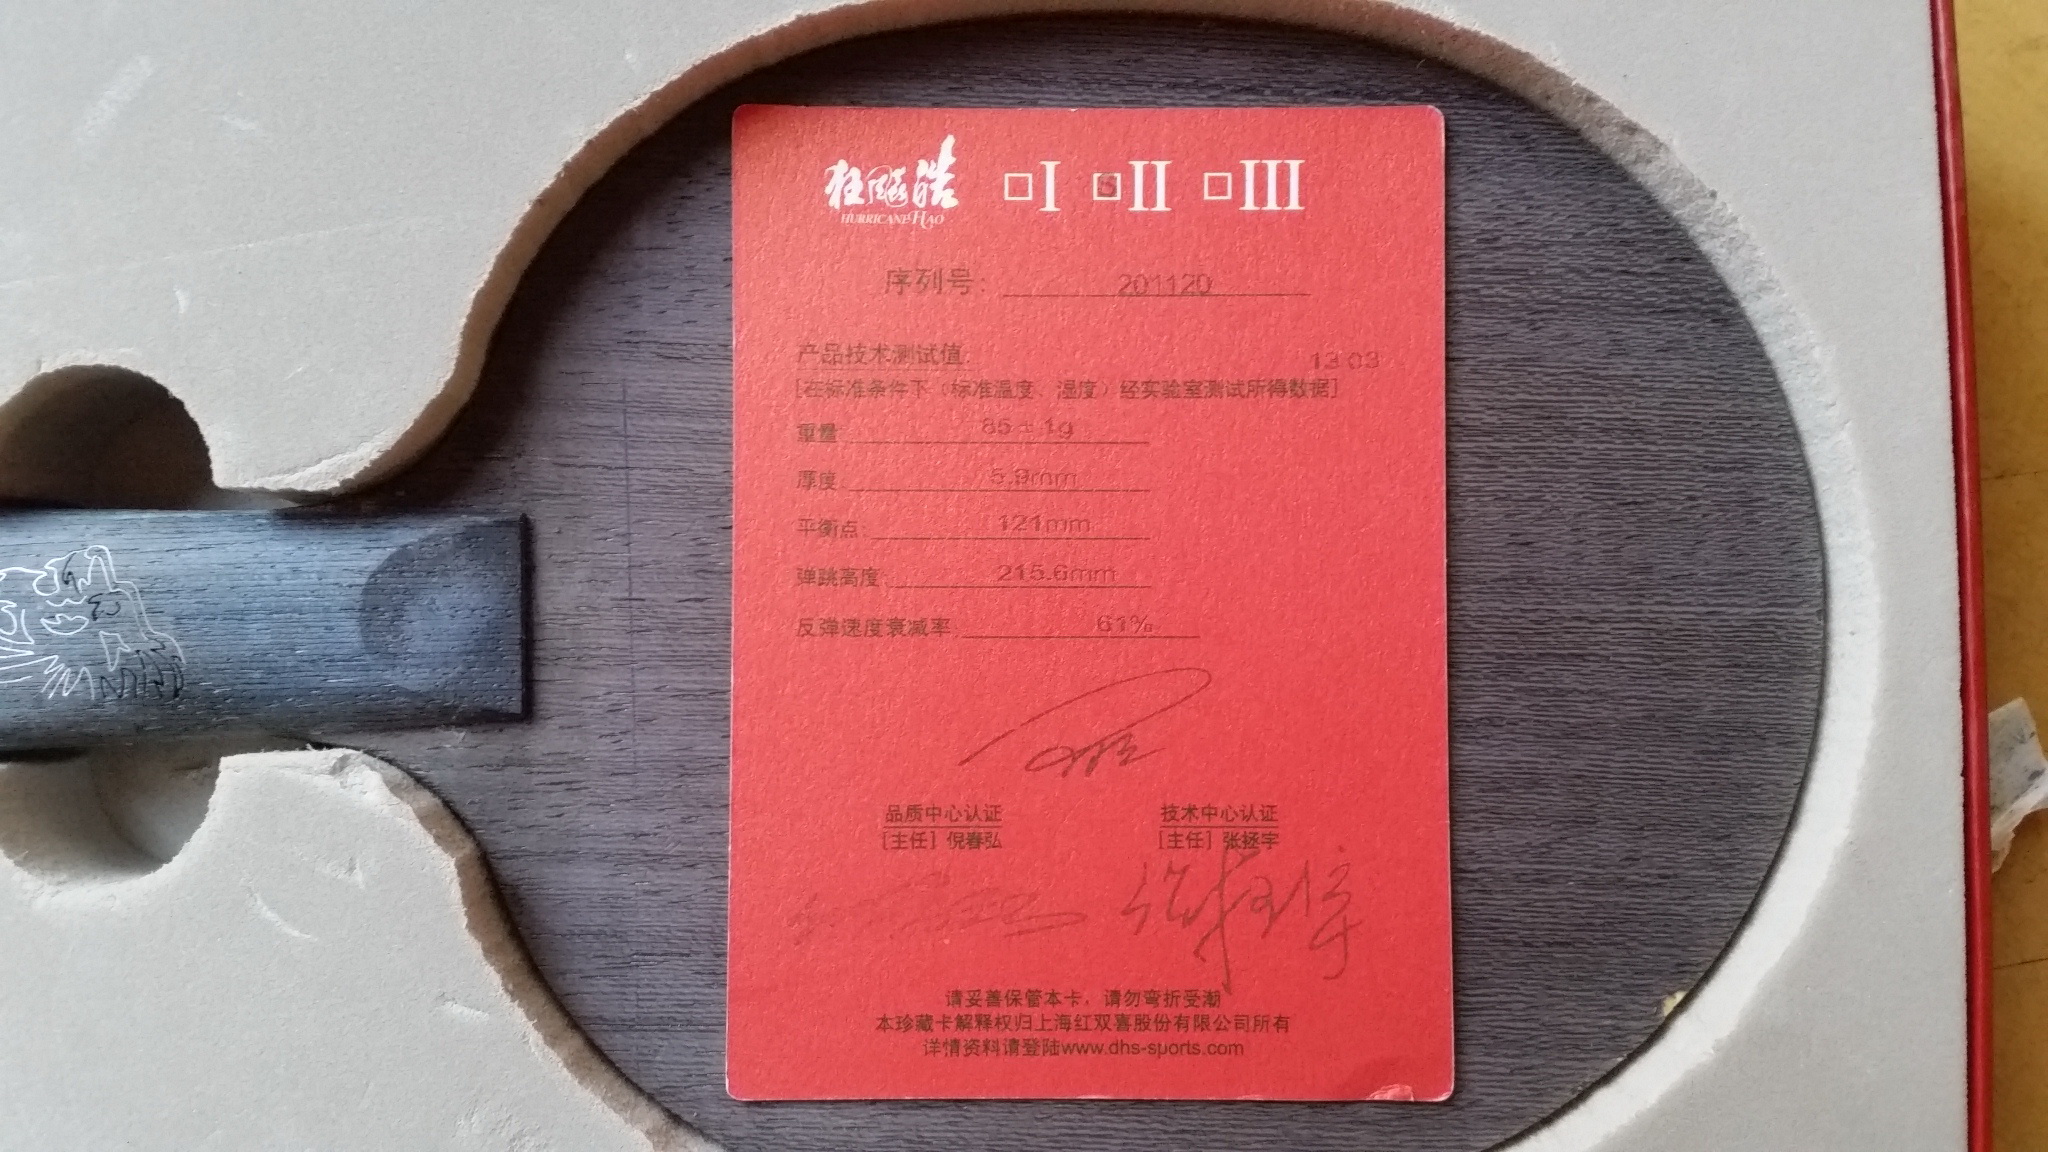 狂飚皓 □I □II □III
HURRICANE HAO
序列号: 201120
产品技术测试值: 13 03
[在标准条件下(标准温度、湿度)经实验室测试所得数据]
重量: 85±1g
厚度: 5.9mm
平衡点: 121mm
弹跳高度: 215.6mm
反弹速度衰减率: 61%
品质中心认证 技术中心认证
[主任] 倪春弘 [主任] 张拯宇
请妥善保管本卡，请勿弯折受潮
本珍藏卡解释权归上海红双喜股份有限公司所有
详情资料请登陆www.dhs-sports.com